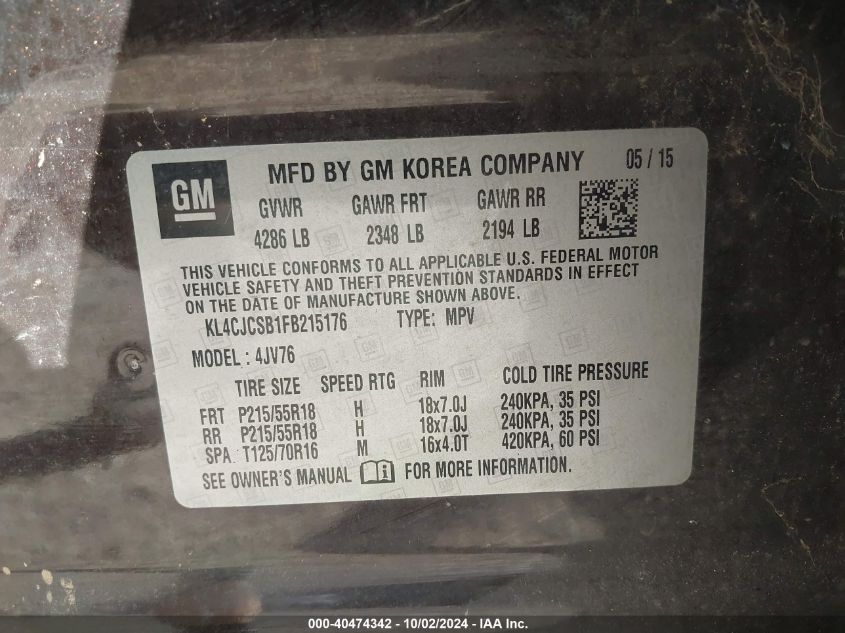 GM
MFD BY GM KOREA COMPANY 05 / 15
GVWR GAWR FRT GAWR RR
4286 LB 2348 LB 2194 LB
THIS VEHICLE CONFORMS TO ALL APPLICABLE U.S. FEDERAL MOTOR
VEHICLE SAFETY AND THEFT PREVENTION STANDARDS IN EFFECT
ON THE DATE OF MANUFACTURE SHOWN ABOVE.
KL4CJCSB1FB215176 TYPE: MPV
MODEL : 4JV76
TIRE SIZE SPEED RTG RIM COLD TIRE PRESSURE
FRT P215/55R18 H 18x7.0J 240KPA, 35 PSI
RR P215/55R18 H 18x7.0J 240KPA, 35 PSI
SPA. T125/70R16 M 16x4.0T 420KPA, 60 PSI
SEE OWNER'S MANUAL i FOR MORE INFORMATION.
000-40474342 - 10/02/2024 - IAA Inc.